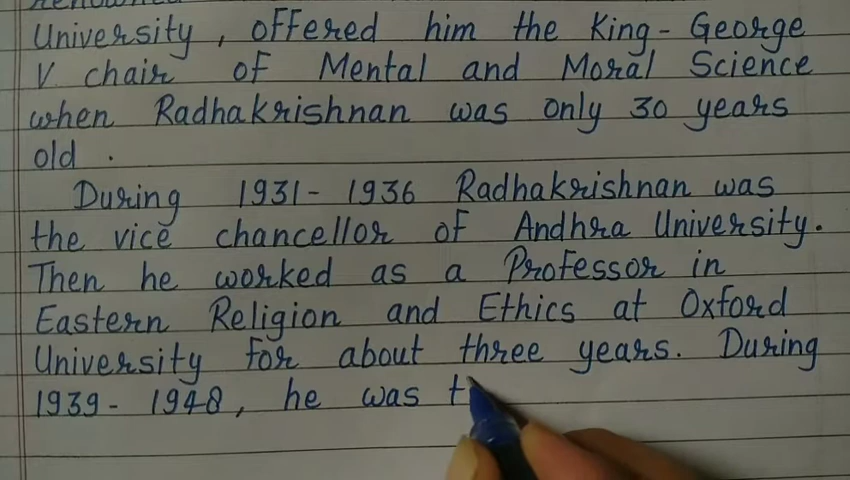 University, offered him the King-George
V chair of Mental and Moral Science
when Radhakrishnan was only 30 years
old.
During 1931-1936 Radhakrishnan was
the vice chancellor of Andhra University.
Then he worked as a Professor in
Eastern Religion and Ethics at Oxford
University for about three years. During
1939-1948, he was t